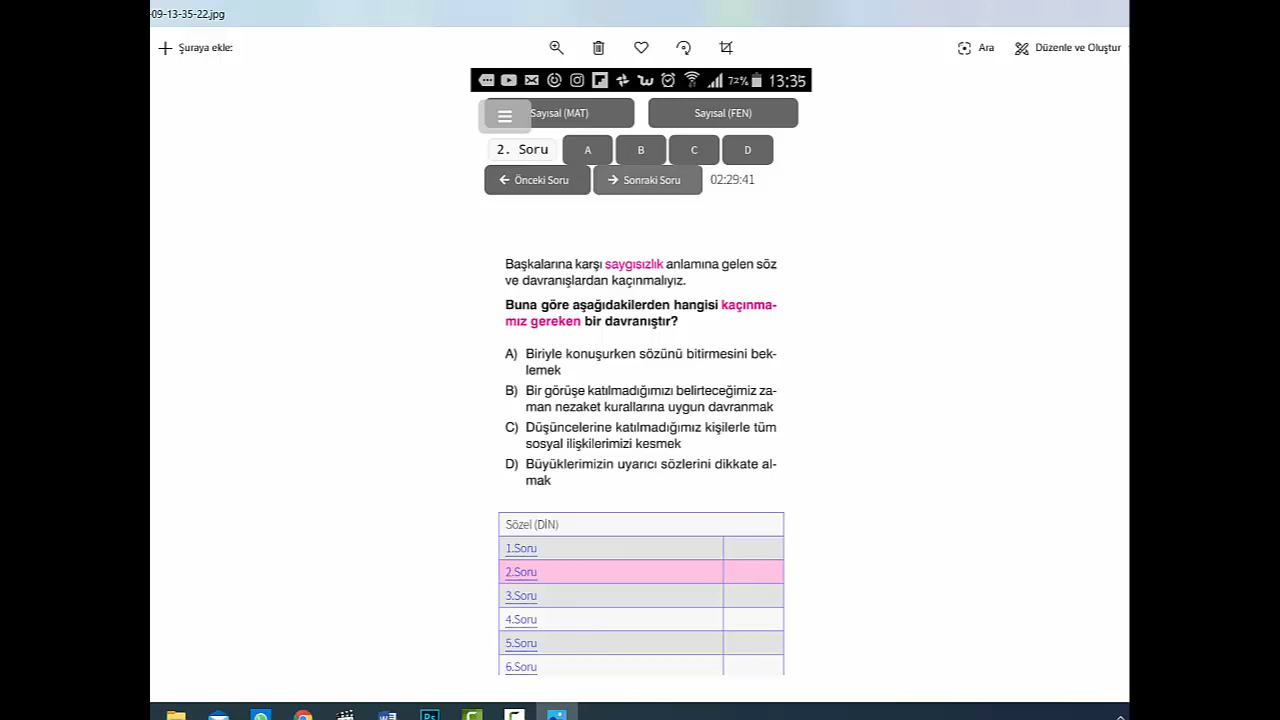 -09-13-35-22.jpg
Şuraya ekle:
Ara
Düzenle ve Oluştur
72% 13:35
Sayısal (MAT)
Sayısal (FEN)
2. Soru
A
B
C
D
Önceki Soru
Sonraki Soru
02:29:41
Başkalarına karşı saygısızlık anlamına gelen söz
ve davranışlardan kaçınmalıyız.
Buna göre aşağıdakilerden hangisi kaçınma-
mız gereken bir davranıştır?
A) Biriyle konuşurken sözünü bitirmesini bek-
lemek
B) Bir görüşe katılmadığımızı belirteceğimiz za-
man nezaket kurallarına uygun davranmak
C) Düşüncelerine katılmadığımız kişilerle tüm
sosyal ilişkilerimizi kesmek
D) Büyüklerimizin uyarıcı sözlerini dikkate al-
mak
Sözel (DİN)
1.Soru
2.Soru
3.Soru
4.Soru
5.Soru
6.Soru
Ps